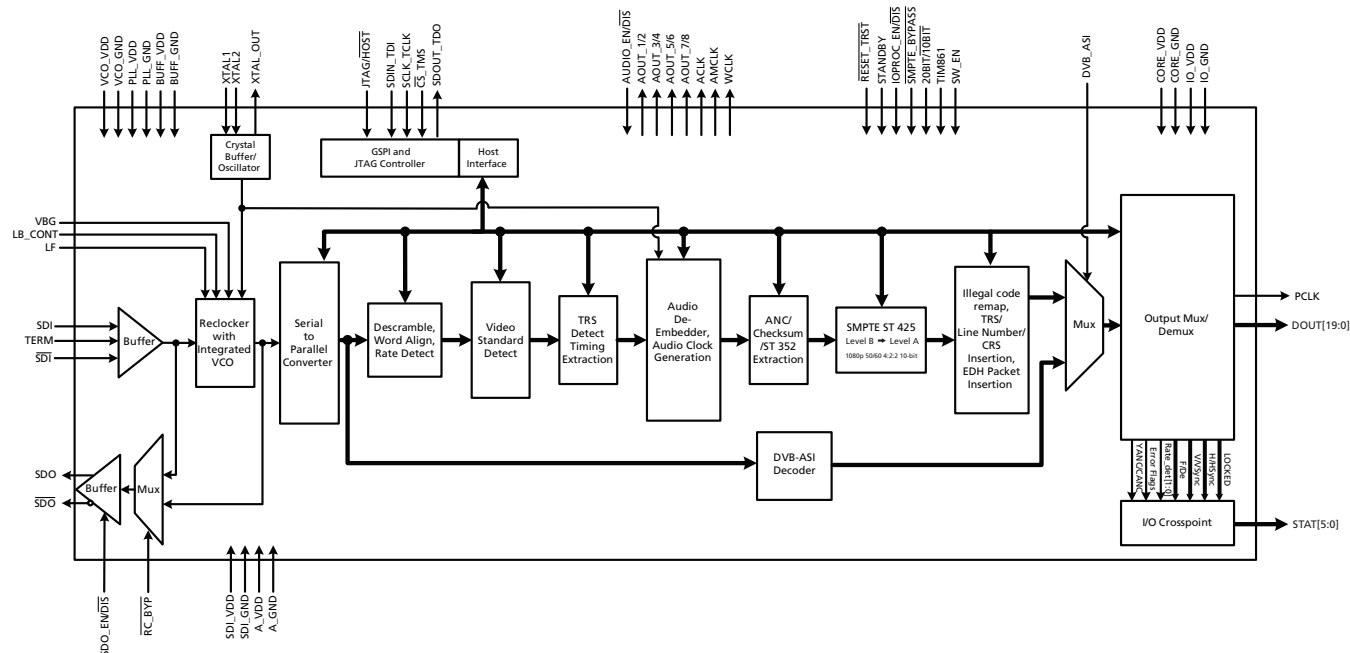 VCO_VDD
VCO_GND
PLL_VDD
PLL_GND
BUFF_VDD
BUFF_GND
XTAL1
XTAL2
XTAL_OUT
JTAG/HOST
SDIN_TDI
SCLK_TCLK
CS_TMS
SDOUT_TDO
AUDIO_EN/DIS
AOUT_1/2
AOUT_3/4
AOUT_5/6
AOUT_7/8
ACLK
AMCLK
WCLK
RESET_TRST
STANDBY
IOPROC_EN/DIS
SMPTE_BYPASS
20BIT/10BIT
TIM861
SW_EN
DVB_ASI
CORE_VDD
CORE_GND
IO_VDD
IO_GND
Crystal
Buffer/
Oscillator
GSPI and
JTAG Controller
Host
Interface
VBG
LB_CONT
LF
SDI
TERM
SDI
Buffer
Reclocker
with
Integrated
VCO
Serial
to
Parallel
Converter
Descramble,
Word Align,
Rate Detect
Video
Standard
Detect
TRS
Detect
Timing
Extraction
Audio
De-
Embedder,
Audio Clock
Generation
ANC/
Checksum
/ST 352
Extraction
SMPTE ST 425
Level B → Level A
1080p 50/60 4:2:2 10-bit
Illegal code
remap,
TRS/
Line Number/
CRS
Insertion,
EDH Packet
Insertion
Mux
Output Mux/
Demux
PCLK
DOUT[19:0]
DVB-ASI
Decoder
YANC/CANC
Error Flags
Rate_det[1:0]
F/De
V/VSync
H/HSync
LOCKED
I/O Crosspoint
STAT[5:0]
SDO
SDO
Buffer
Mux
SDO_EN/DIS
RC_BYP
SDI_VDD
SDI_GND
A_VDD
A_GND